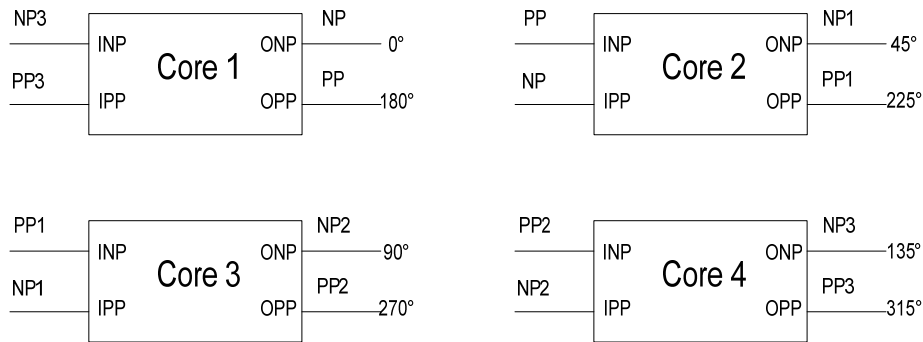 NP3 NP PP NP1
INP ONP 0° INP ONP 45°
Core 1 Core 2
PP3 PP NP PP1
IPP OPP 180° IPP OPP 225°
PP1 NP2 PP2 NP3
INP ONP 90° INP ONP 135°
Core 3 Core 4
NP1 PP2 NP2 PP3
IPP OPP 270° IPP OPP 315°